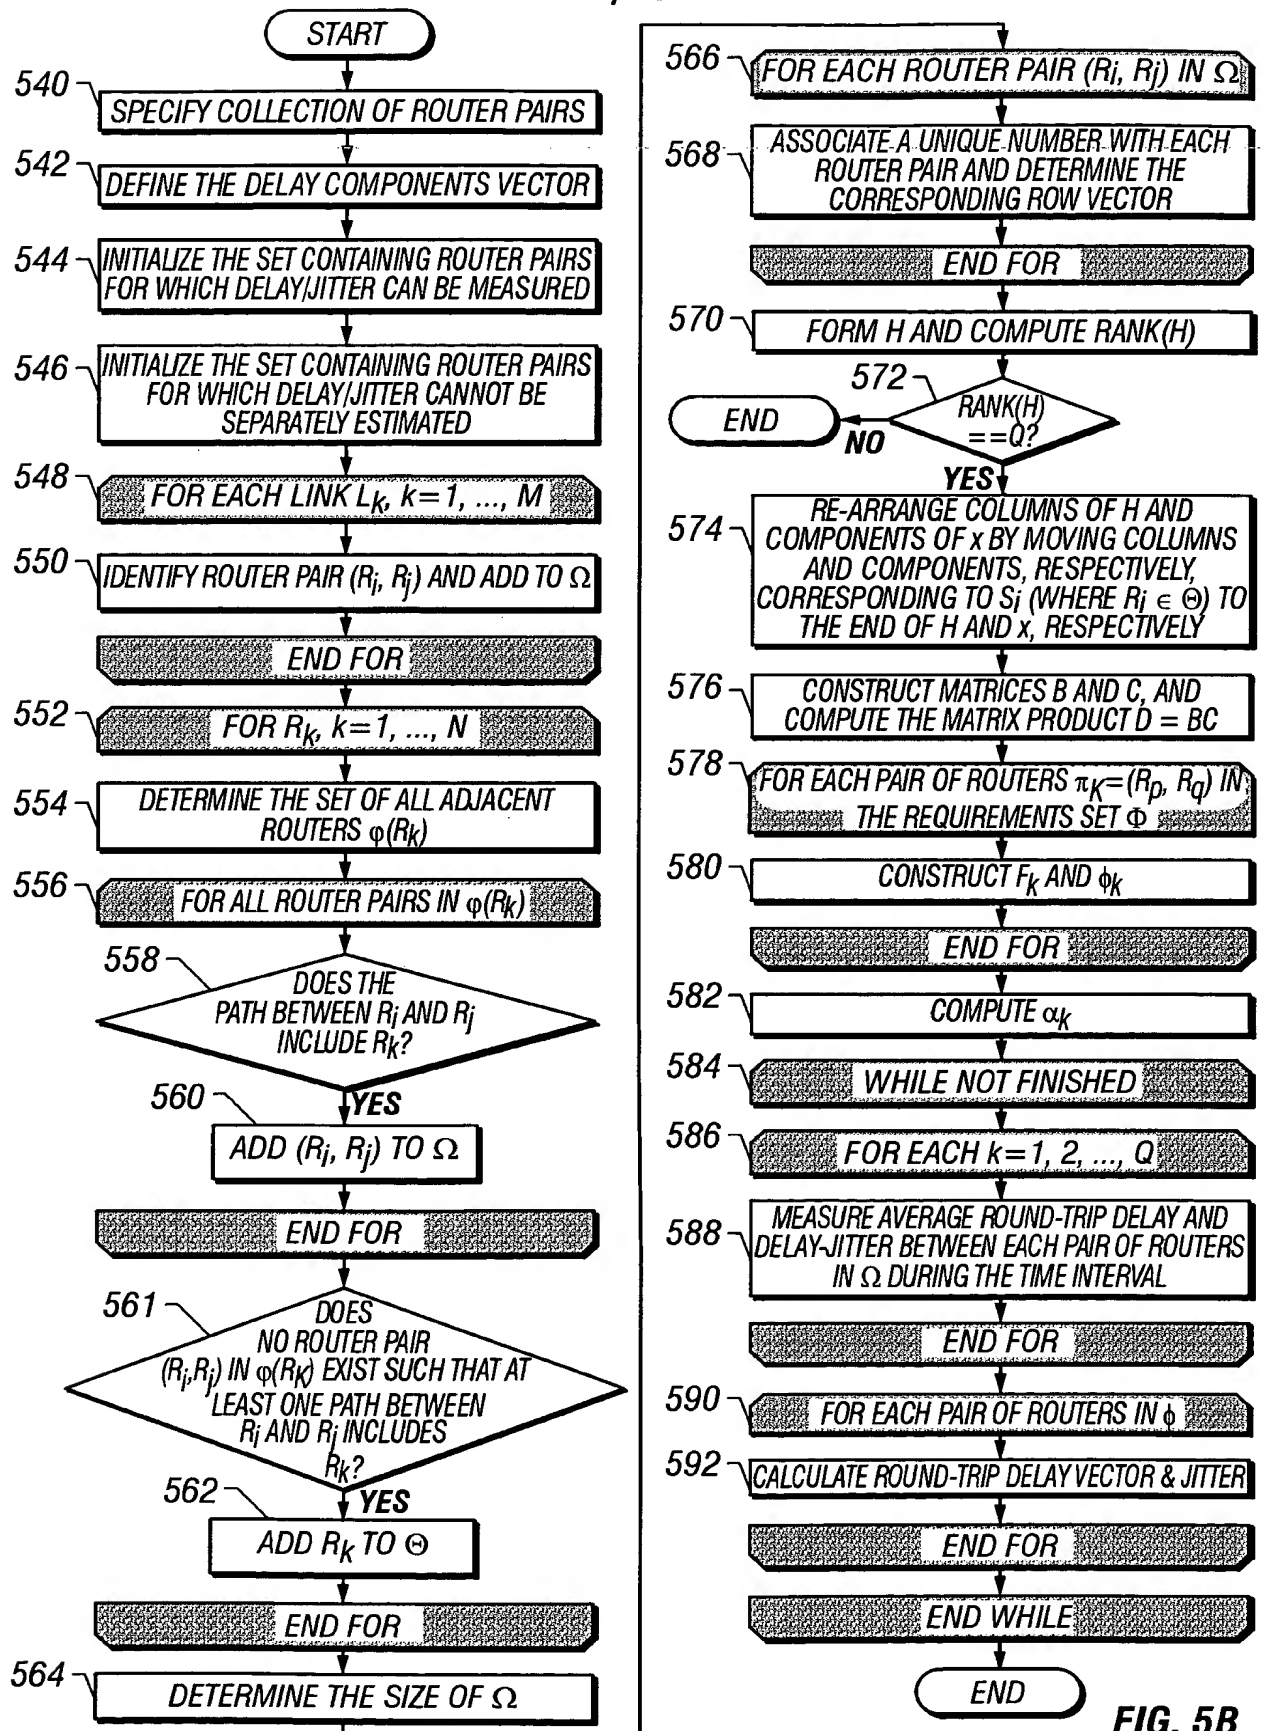 START
540
SPECIFY COLLECTION OF ROUTER PAIRS
542
DEFINE THE DELAY COMPONENTS VECTOR
544
INITIALIZE THE SET CONTAINING ROUTER PAIRS
FOR WHICH DELAY/JITTER CAN BE MEASURED
546
INITIALIZE THE SET CONTAINING ROUTER PAIRS
FOR WHICH DELAY/JITTER CANNOT BE
SEPARATELY ESTIMATED
548
FOR EACH LINK Lk, k=1, ..., M
550
IDENTIFY ROUTER PAIR (Ri, Rj) AND ADD TO Ω
END FOR
552
FOR Rk, k=1, ..., N
554
DETERMINE THE SET OF ALL ADJACENT
ROUTERS φ(Rk)
556
FOR ALL ROUTER PAIRS IN φ(Rk)
558
DOES THE
PATH BETWEEN Ri AND Rj
INCLUDE Rk?
YES
560
ADD (Ri, Rj) TO Ω
END FOR
561
DOES
NO ROUTER PAIR
(Ri,Rj) IN φ(RK) EXIST SUCH THAT AT
LEAST ONE PATH BETWEEN
Ri AND Rj INCLUDES
Rk?
YES
562
ADD Rk TO Θ
END FOR
564
DETERMINE THE SIZE OF Ω
566
FOR EACH ROUTER PAIR (Ri, Rj) IN Ω
568
ASSOCIATE A UNIQUE NUMBER WITH EACH
ROUTER PAIR AND DETERMINE THE
CORRESPONDING ROW VECTOR
END FOR
570
FORM H AND COMPUTE RANK(H)
572
RANK(H)
==Q?
NO
END
YES
574
RE-ARRANGE COLUMNS OF H AND
COMPONENTS OF x BY MOVING COLUMNS
AND COMPONENTS, RESPECTIVELY,
CORRESPONDING TO Si (WHERE Ri ∈ Θ) TO
THE END OF H AND x, RESPECTIVELY
576
CONSTRUCT MATRICES B AND C, AND
COMPUTE THE MATRIX PRODUCT D = BC
578
FOR EACH PAIR OF ROUTERS πK=(Rp, Rq) IN
THE REQUIREMENTS SET Φ
580
CONSTRUCT Fk AND ϕk
END FOR
582
COMPUTE αk
584
WHILE NOT FINISHED
586
FOR EACH k=1, 2, ..., Q
588
MEASURE AVERAGE ROUND-TRIP DELAY AND
DELAY-JITTER BETWEEN EACH PAIR OF ROUTERS
IN Ω DURING THE TIME INTERVAL
END FOR
590
FOR EACH PAIR OF ROUTERS IN ϕ
592
CALCULATE ROUND-TRIP DELAY VECTOR & JITTER
END FOR
END WHILE
END
FIG. 5B